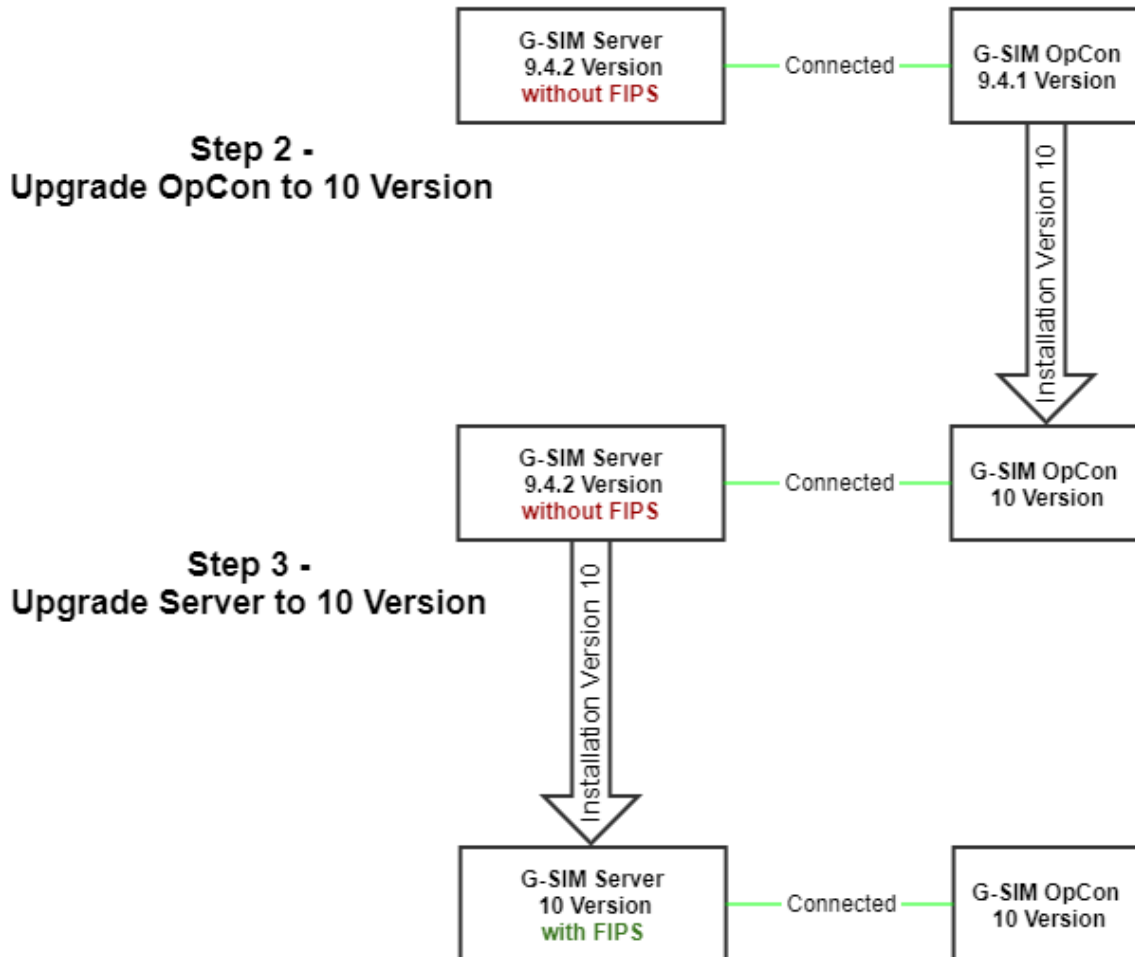 G-SIM Server
9.4.2 Version
without FIPS
Connected
G-SIM OpCon
9.4.1 Version
Step 2 -
Upgrade OpCon to 10 Version
Installation Version 10
G-SIM Server
9.4.2 Version
without FIPS
Connected
G-SIM OpCon
10 Version
Step 3 -
Upgrade Server to 10 Version
Installation Version 10
G-SIM Server
10 Version
with FIPS
Connected
G-SIM OpCon
10 Version